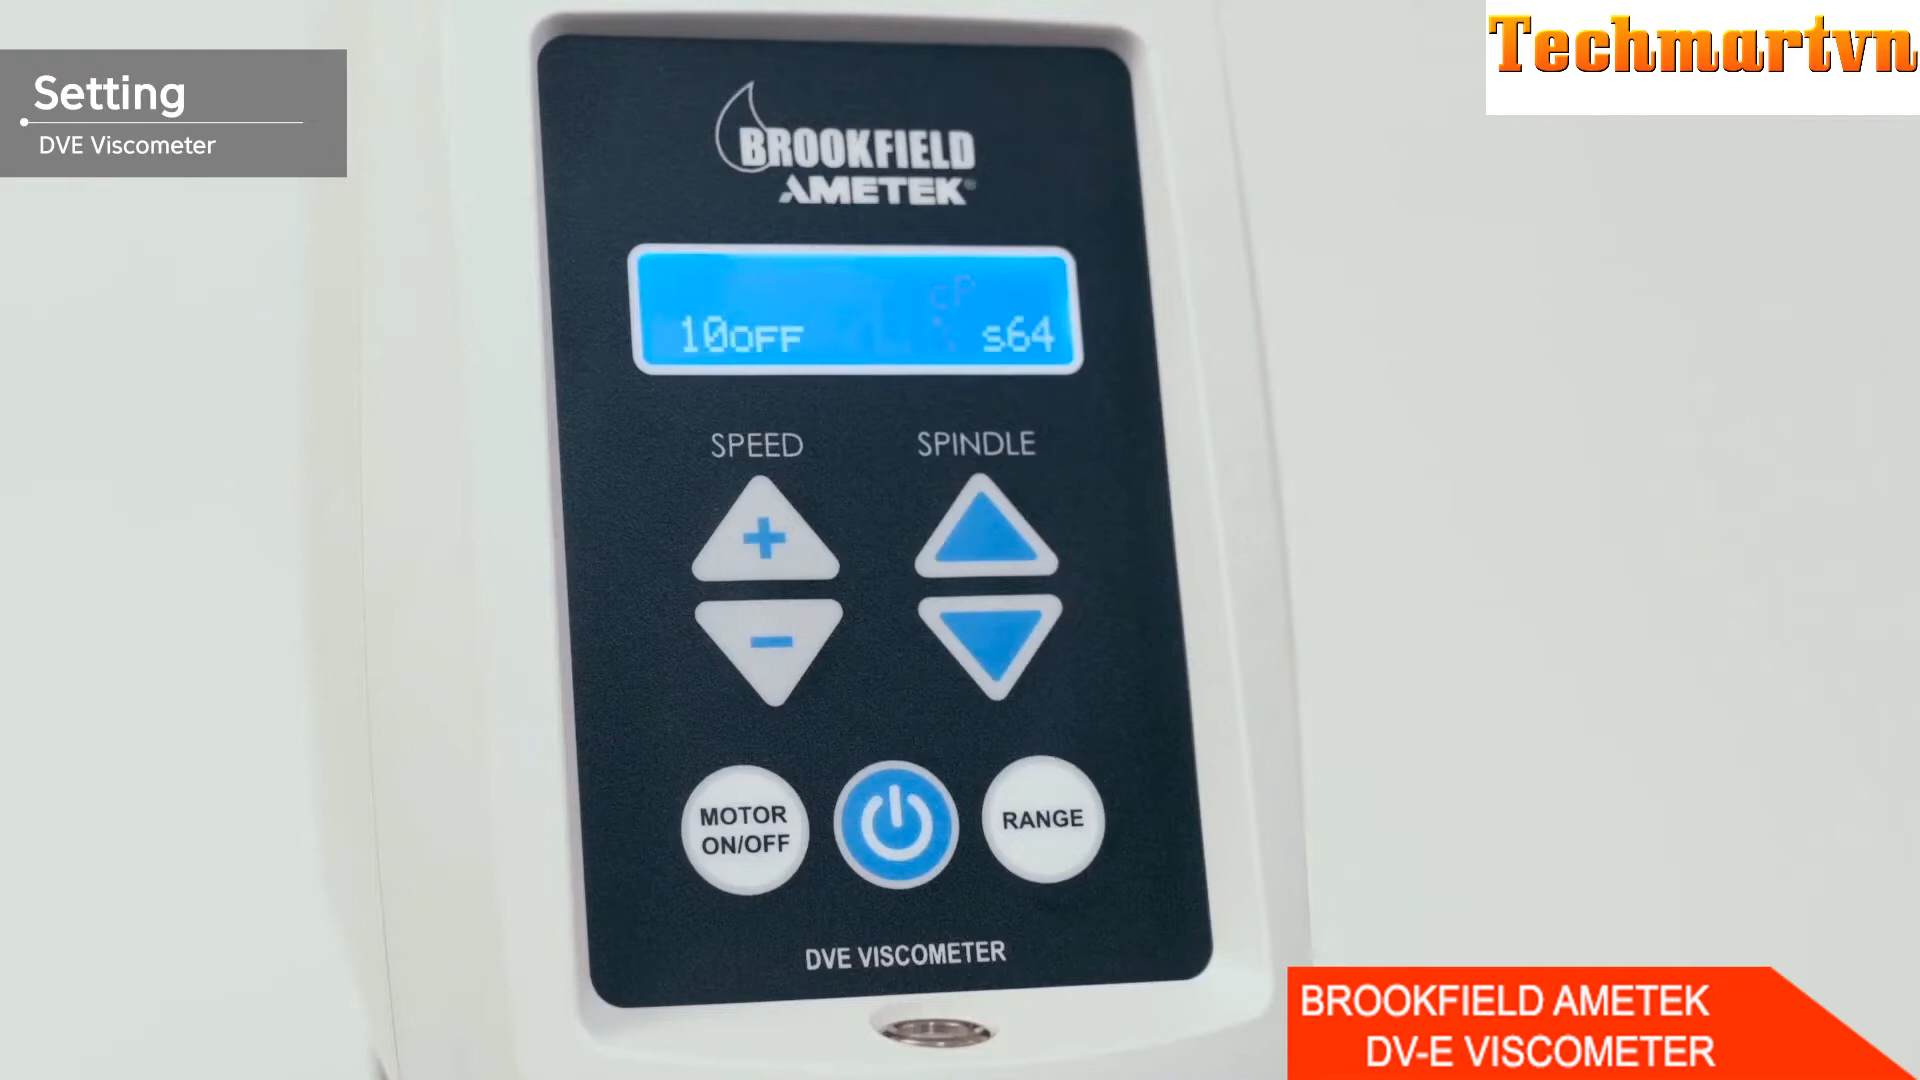 Setting
DVE Viscometer
Techmartvn
BROOKFIELD
AMETEK®
cP
10OFF S64
SPEED SPINDLE
+
-
MOTOR
ON/OFF
RANGE
DVE VISCOMETER
BROOKFIELD AMETEK
DV-E VISCOMETER